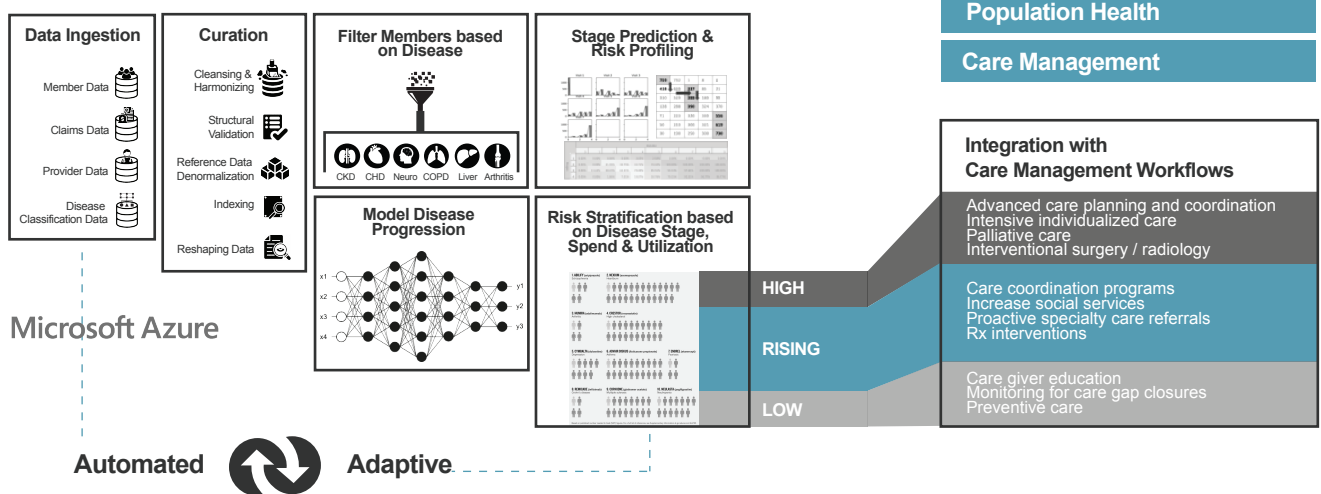 Population Health
Care Management
Data Ingestion
Member Data
Claims Data
Provider Data
Disease
Classification Data
Curation
Cleansing &
Harmonizing
Structural
Validation
Reference Data
Denormalization
Indexing
Reshaping Data
Filter Members based
on Disease
CKD CHD Neuro COPD Liver Arthritis
Stage Prediction &
Risk Profiling
Model Disease
Progression
x1
x2
x3
x4
y1
y2
y3
Risk Stratification based
on Disease Stage,
Spend & Utilization
HIGH
RISING
LOW
Integration with
Care Management Workflows
Advanced care planning and coordination
Intensive individualized care
Palliative care
Interventional surgery / radiology
Care coordination programs
Increase social services
Proactive specialty care referrals
Rx interventions
Care giver education
Monitoring for care gap closures
Preventive care
Microsoft Azure
Automated
Adaptive